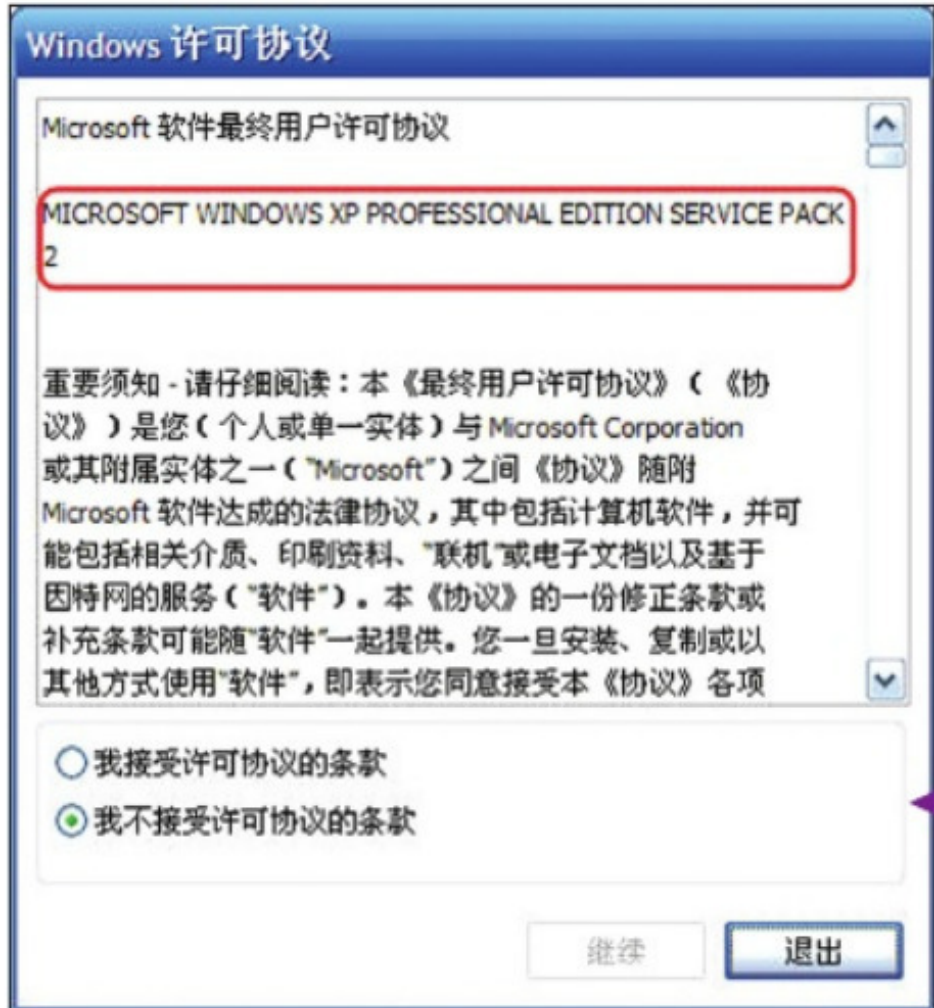 Windows 许可协议
Microsoft 软件最终用户许可协议
MICROSOFT WINDOWS XP PROFESSIONAL EDITION SERVICE PACK
2
重要须知 - 请仔细阅读：本《最终用户许可协议》（《协
议》）是您（个人或单一实体）与 Microsoft Corporation
或其附属实体之一（"Microsoft"）之间《协议》随附
Microsoft 软件达成的法律协议，其中包括计算机软件，并可
能包括相关介质、印刷资料、"联机"或电子文档以及基于
因特网的服务（"软件"）。本《协议》的一份修正条款或
补充条款可能随"软件"一起提供。您一旦安装、复制或以
其他方式使用"软件"，即表示您同意接受本《协议》各项
我接受许可协议的条款
我不接受许可协议的条款
继续
退出